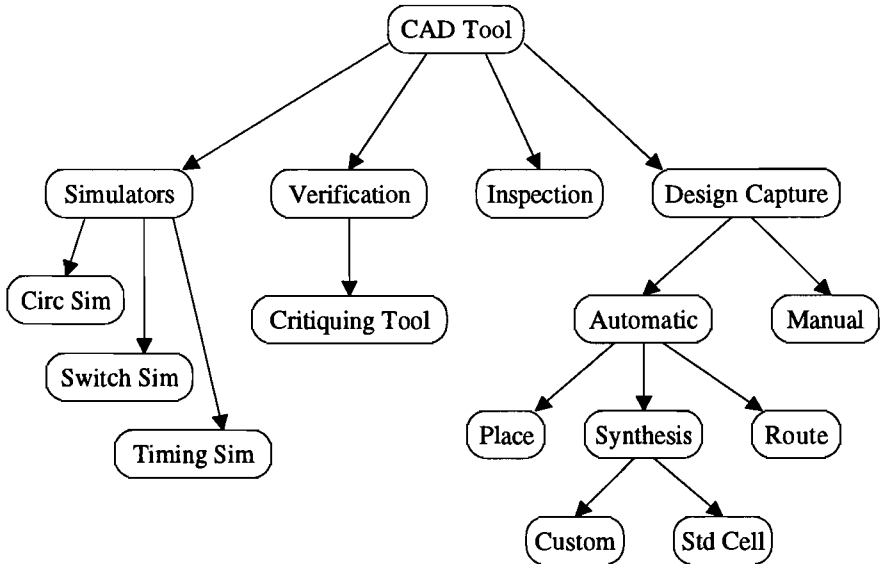 CAD Tool
Simulators
Verification
Inspection
Design Capture
Circ Sim
Critiquing Tool
Automatic
Manual
Switch Sim
Timing Sim
Place
Synthesis
Route
Custom
Std Cell